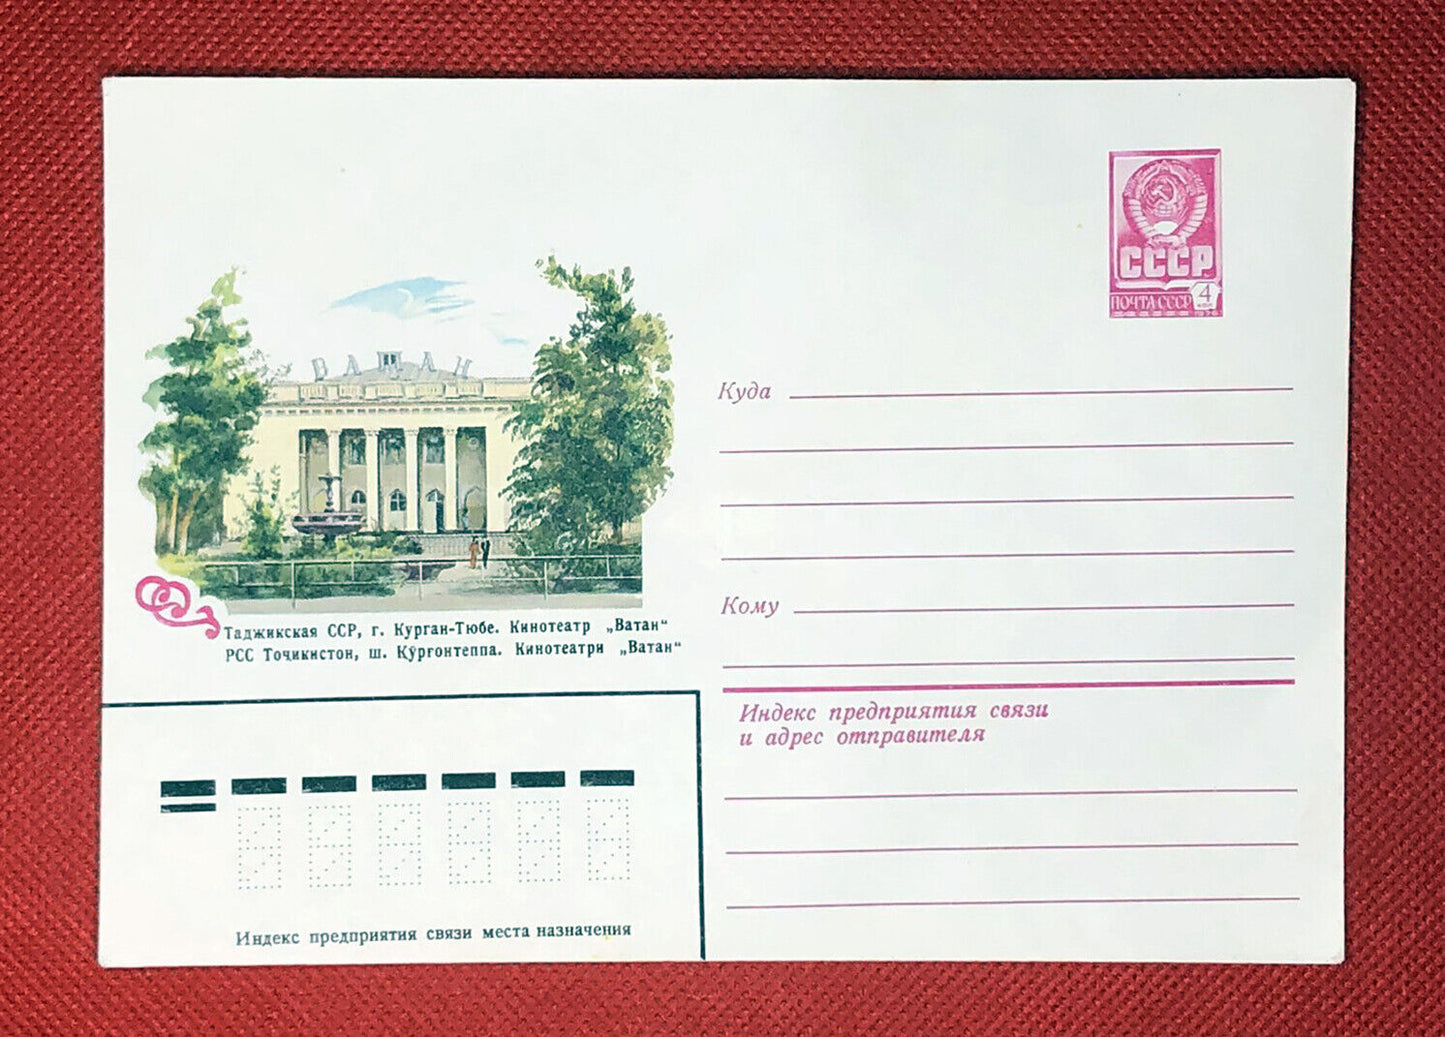 ВАТАН
СССР
ПОЧТА СССР 4
Куда
Кому
Таджикская ССР, г. Курган-Тюбе. Кинотеатр „Ватан“
РСС Тоҷикистон, ш. Қӯрғонтеппа. Кинотеатри „Ватан“
Индекс предприятия связи
и адрес отправителя
Индекс предприятия связи места назначения